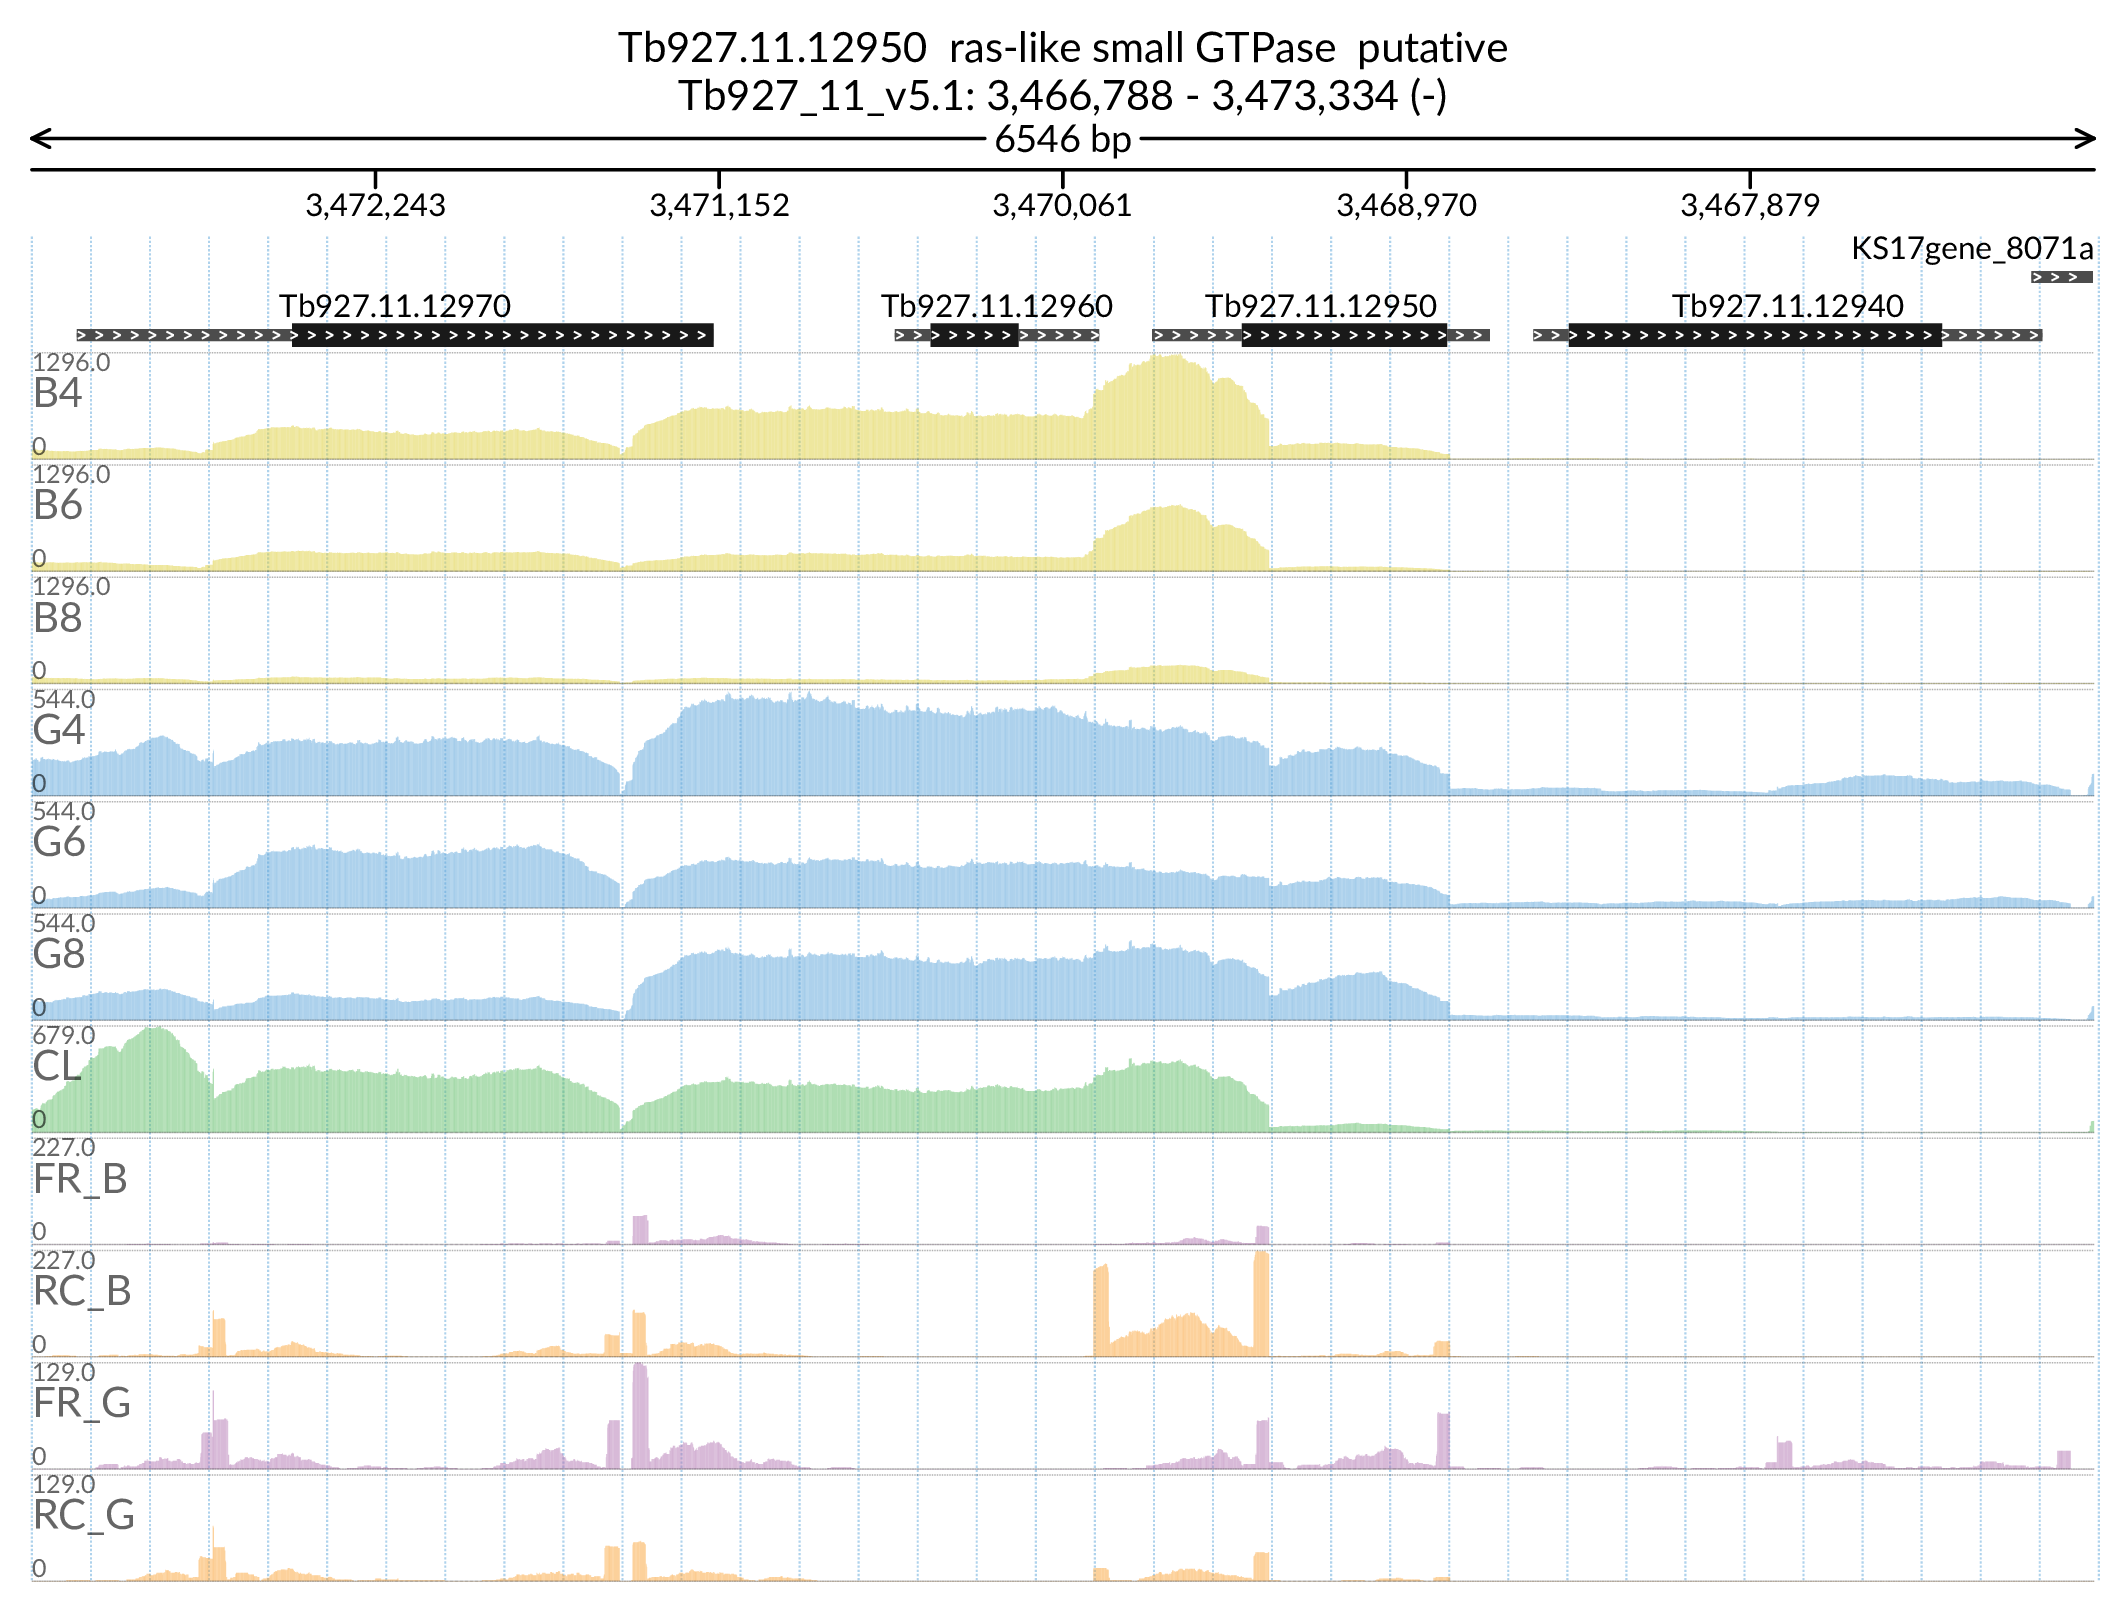 Tb927.11.12950  ras-like small GTPase  putative
Tb927_11_v5.1: 3,466,788 - 3,473,334 (-)
6546 bp
3,472,243 3,471,152 3,470,061 3,468,970 3,467,879
KS17gene_8071a
Tb927.11.12970 Tb927.11.12960 Tb927.11.12950 Tb927.11.12940
1296.0
B4
0
1296.0
B6
0
1296.0
B8
0
544.0
G4
0
544.0
G6
0
544.0
G8
0
679.0
CL
0
227.0
FR_B
0
227.0
RC_B
0
129.0
FR_G
0
129.0
RC_G
0